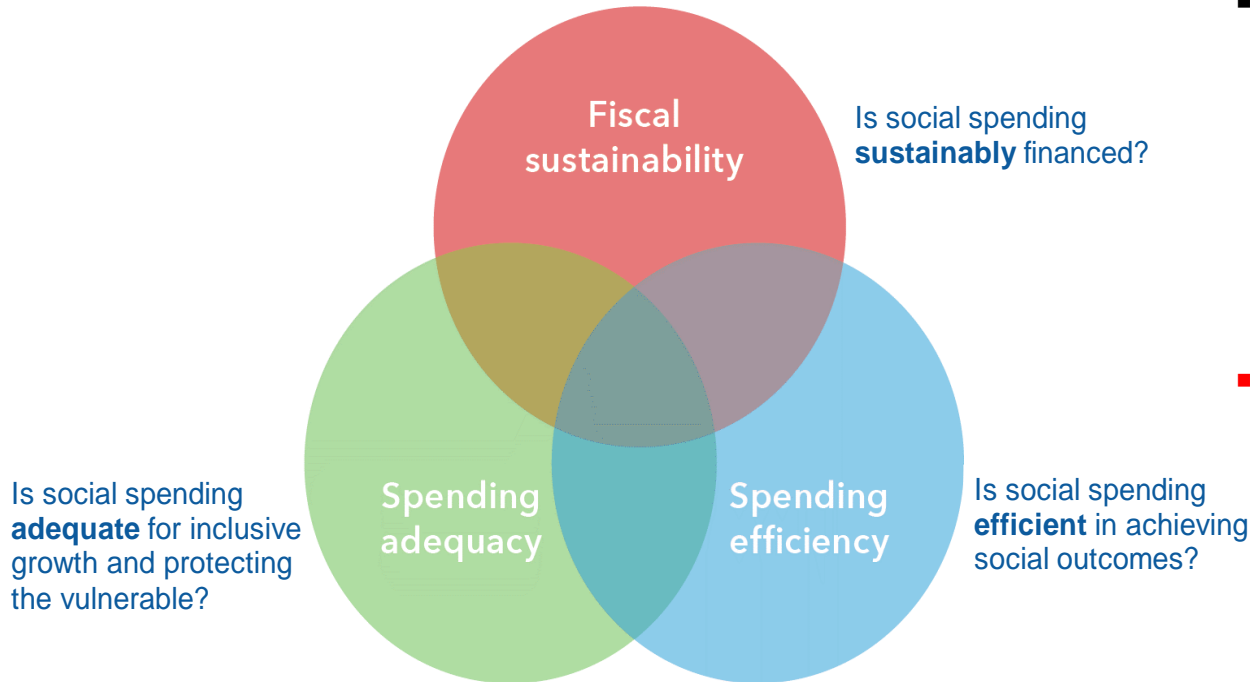 Fiscal
sustainability
Is social spending
sustainably financed?
Spending
adequacy
Spending
efficiency
Is social spending
adequate for inclusive
growth and protecting
the vulnerable?
Is social spending
efficient in achieving
social outcomes?